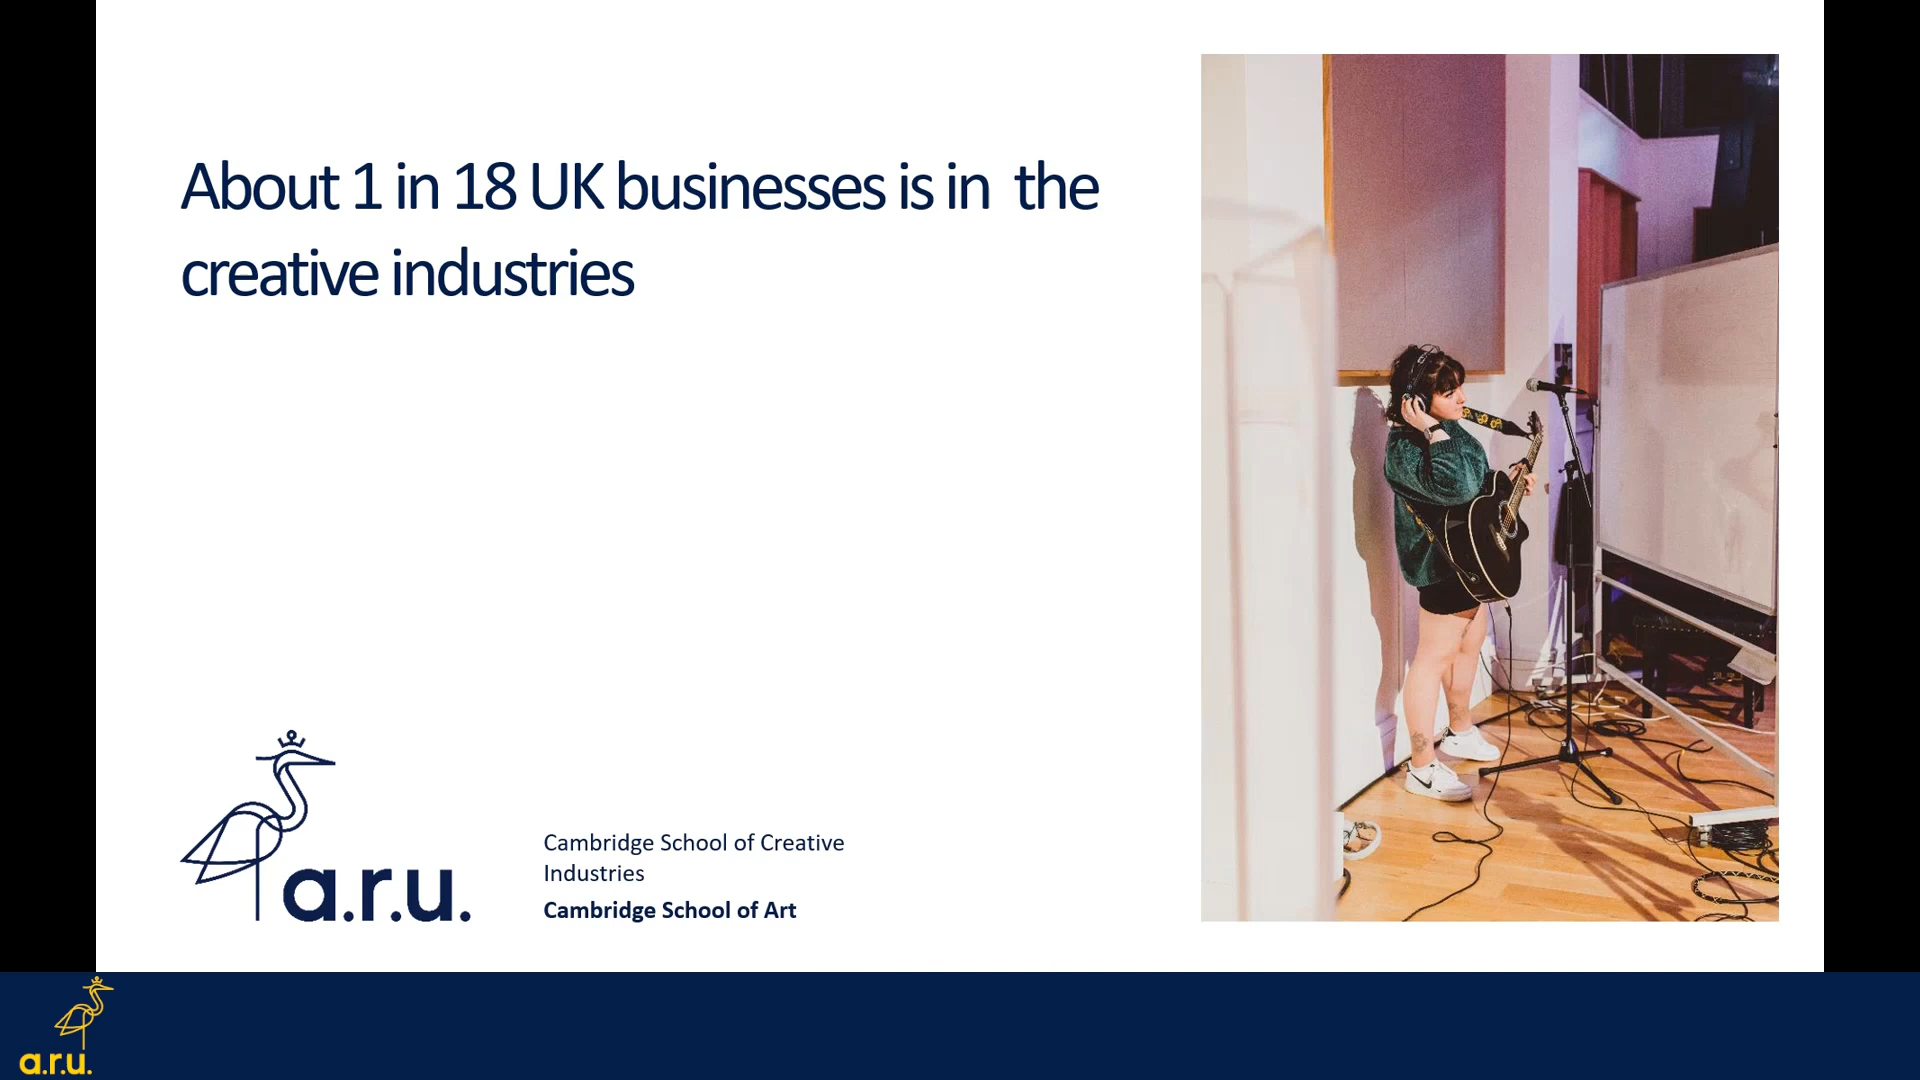 About 1 in 18 UK businesses is in  the
creative industries
a.r.u.
Cambridge School of Creative
Industries
Cambridge School of Art
a.r.u.